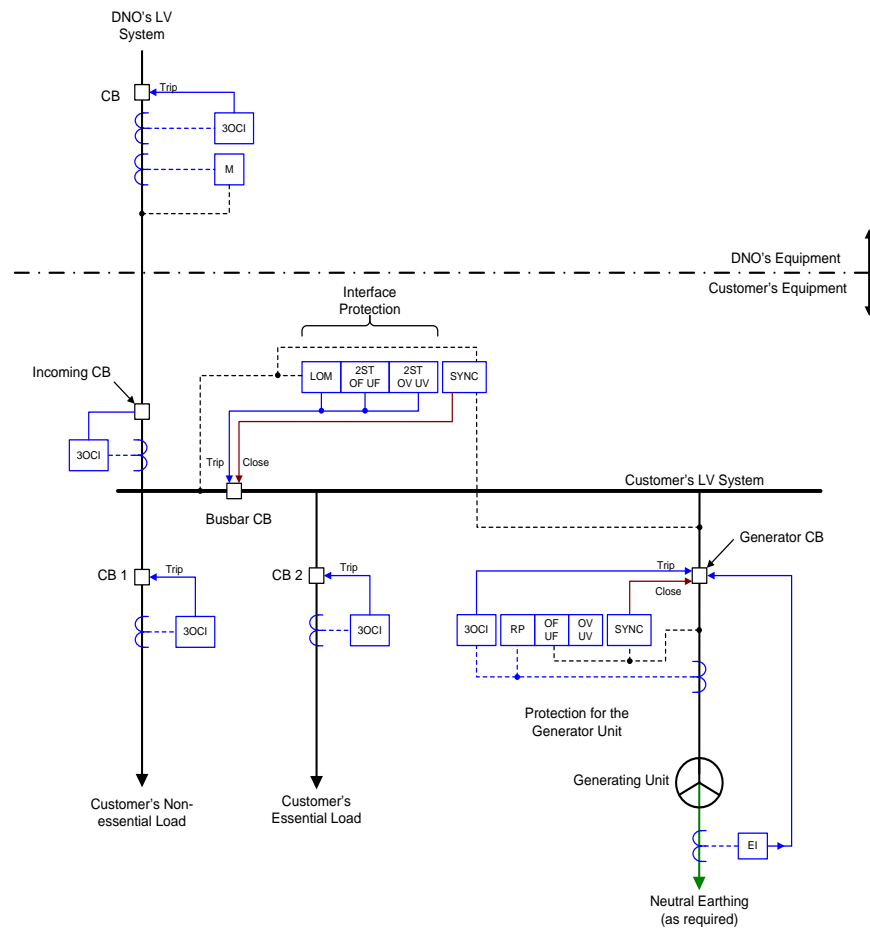 DNO's LV
System
CB
Trip
3OCI
M
DNO's Equipment
Customer's Equipment
Interface
Protection
Incoming CB
LOM
2ST
OF UF
2ST
OV UV
SYNC
3OCI
Trip
Close
Customer's LV System
Busbar CB
Generator CB
CB 1
Trip
CB 2
Trip
Trip
Close
3OCI
3OCI
3OCI
RP
OF
UF
OV
UV
SYNC
Protection for the
Generator Unit
Generating Unit
Customer's Non-
essential Load
Customer's
Essential Load
EI
Neutral Earthing
(as required)